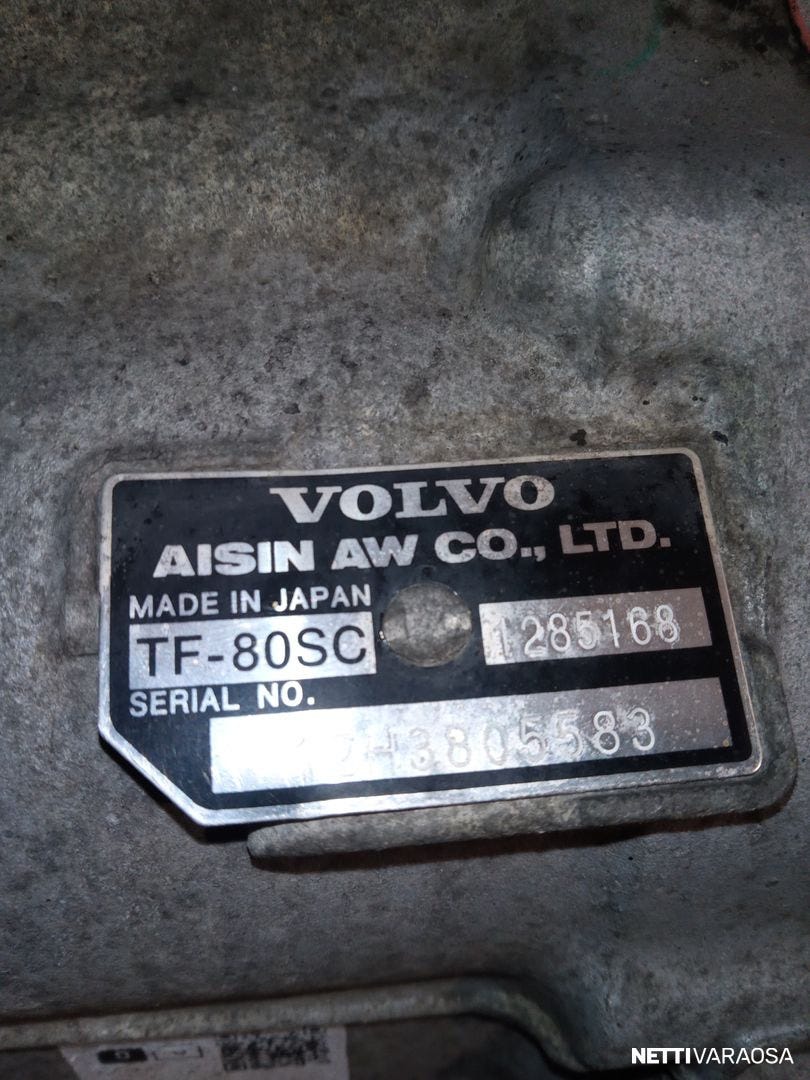 VOLVO
AISIN AW CO., LTD.
MADE IN JAPAN
TF-80SC 1285168
SERIAL NO.
NETTIVARAOSA